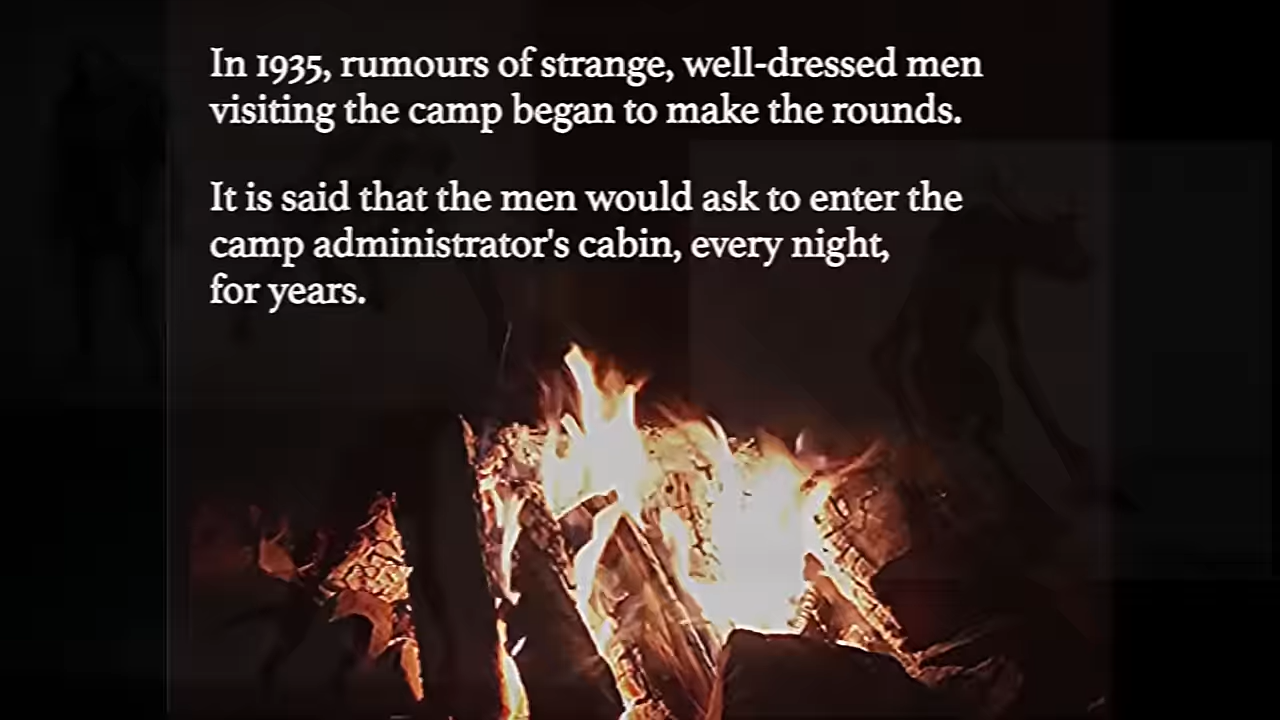 In 1935, rumours of strange, well-dressed men
visiting the camp began to make the rounds.
It is said that the men would ask to enter the
camp administrator's cabin, every night,
for years.